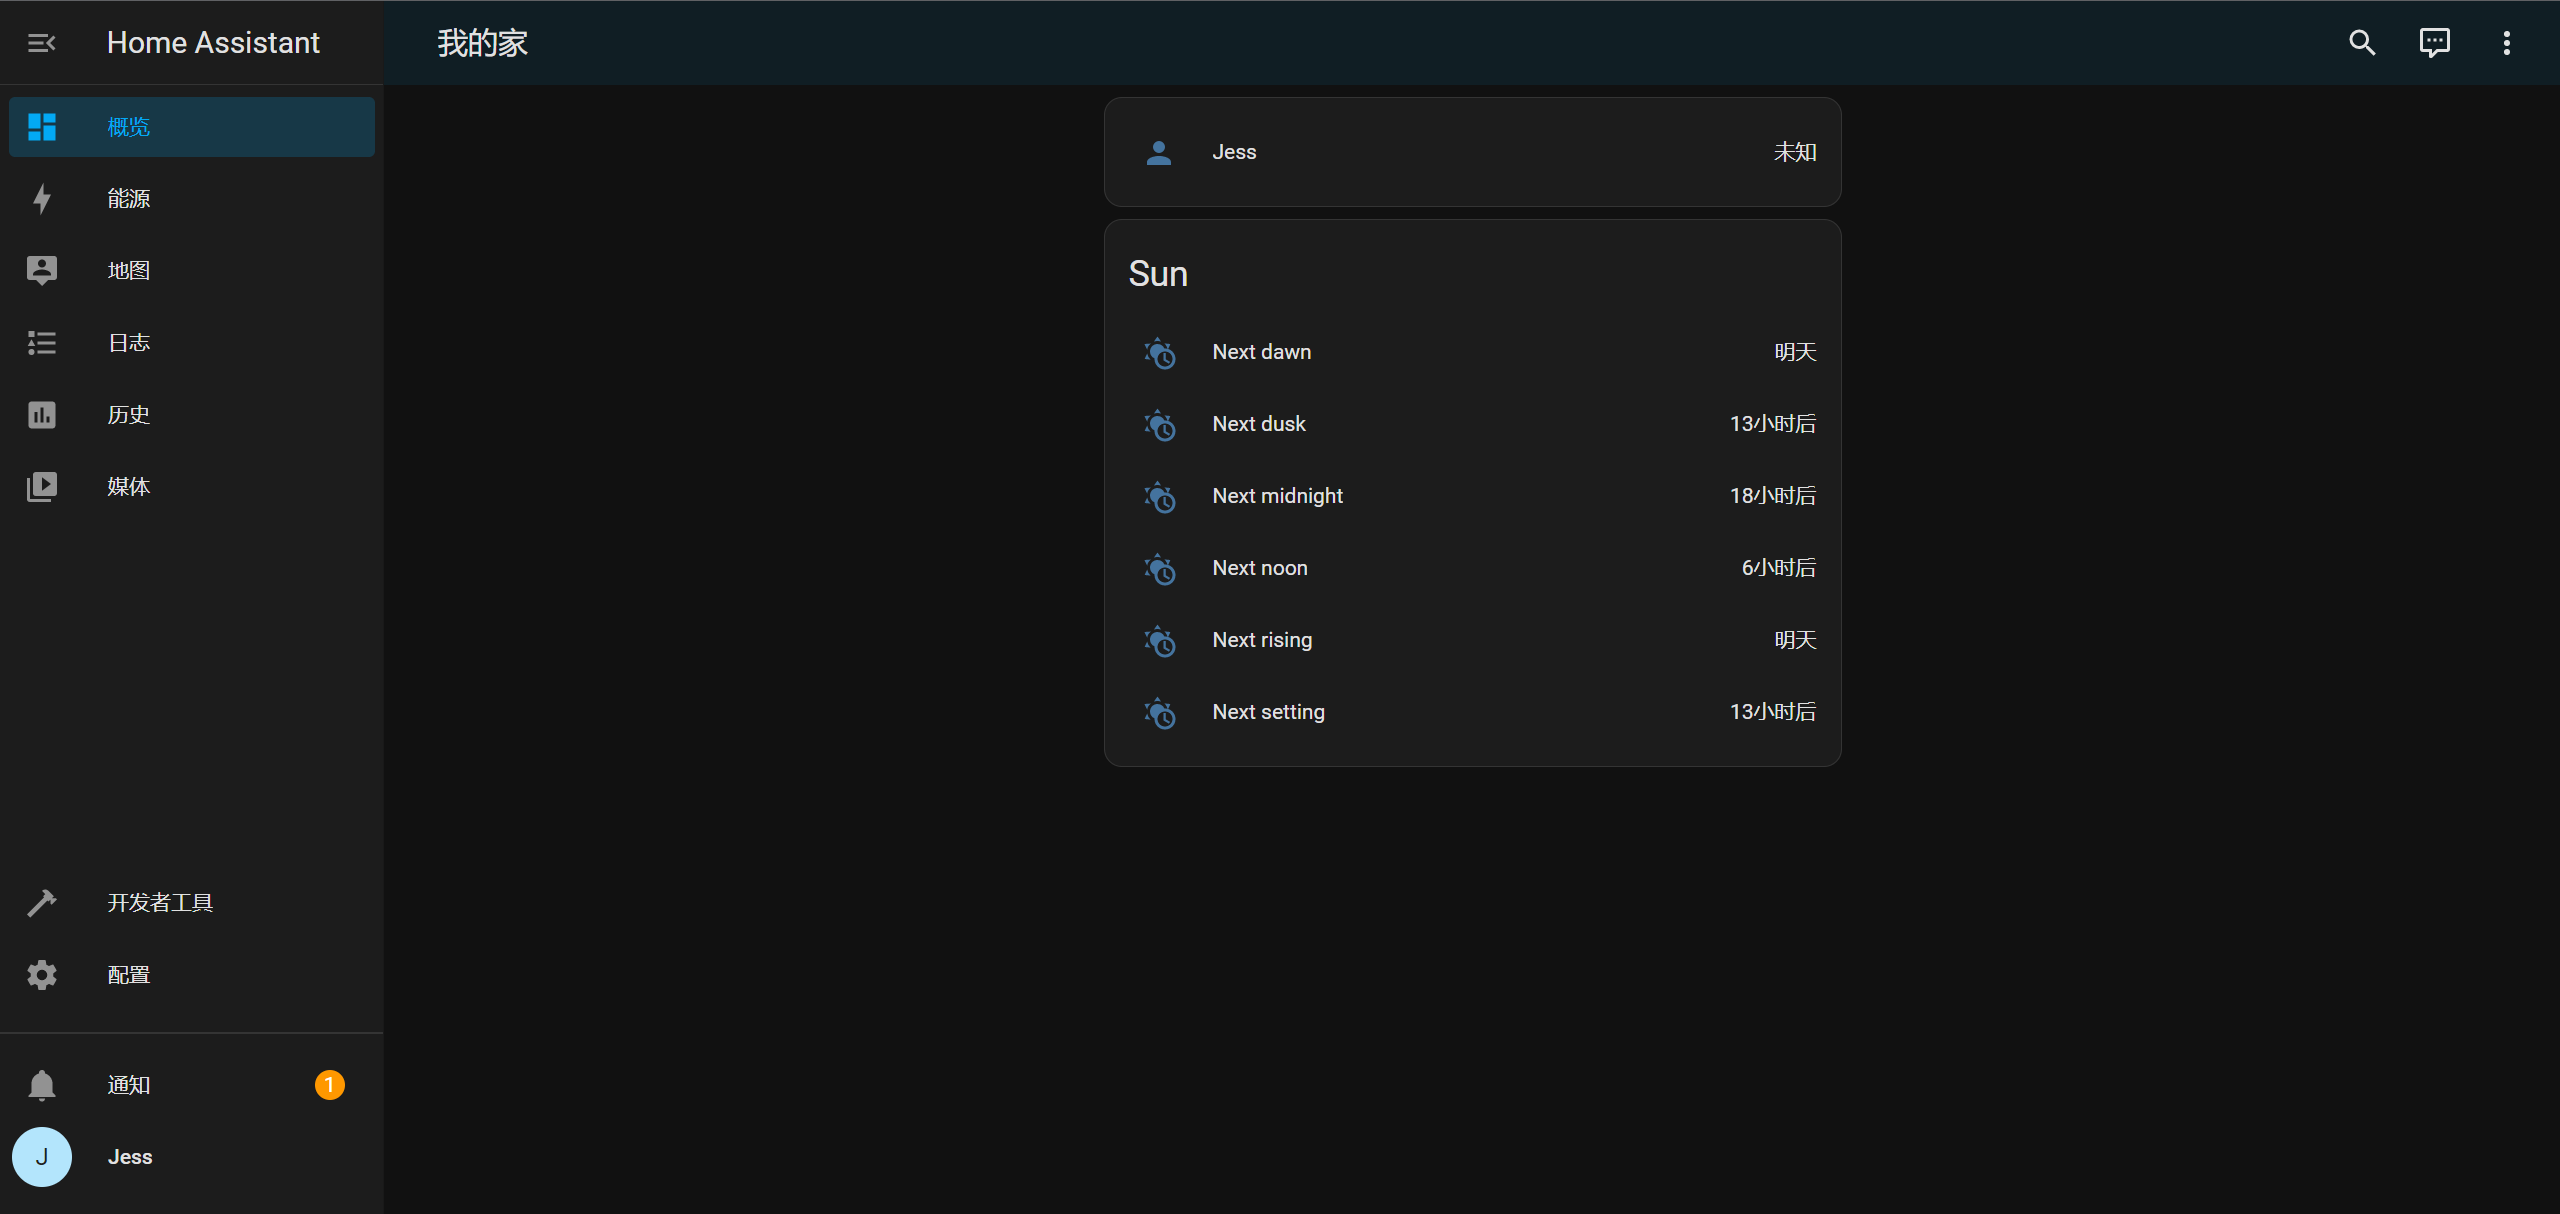 Home Assistant
我的家
概览
能源
地图
日志
历史
媒体
开发者工具
配置
通知 1
J Jess
Jess 未知
Sun
Next dawn 明天
Next dusk 13小时后
Next midnight 18小时后
Next noon 6小时后
Next rising 明天
Next setting 13小时后